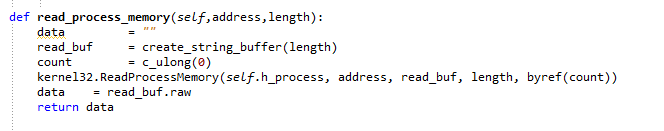 def read_process_memory(self,address,length):
    data         = ""
    read_buf     = create_string_buffer(length)
    count        = c_ulong(0)
    kernel32.ReadProcessMemory(self.h_process, address, read_buf, length, byref(count))
    data    = read_buf.raw
    return data